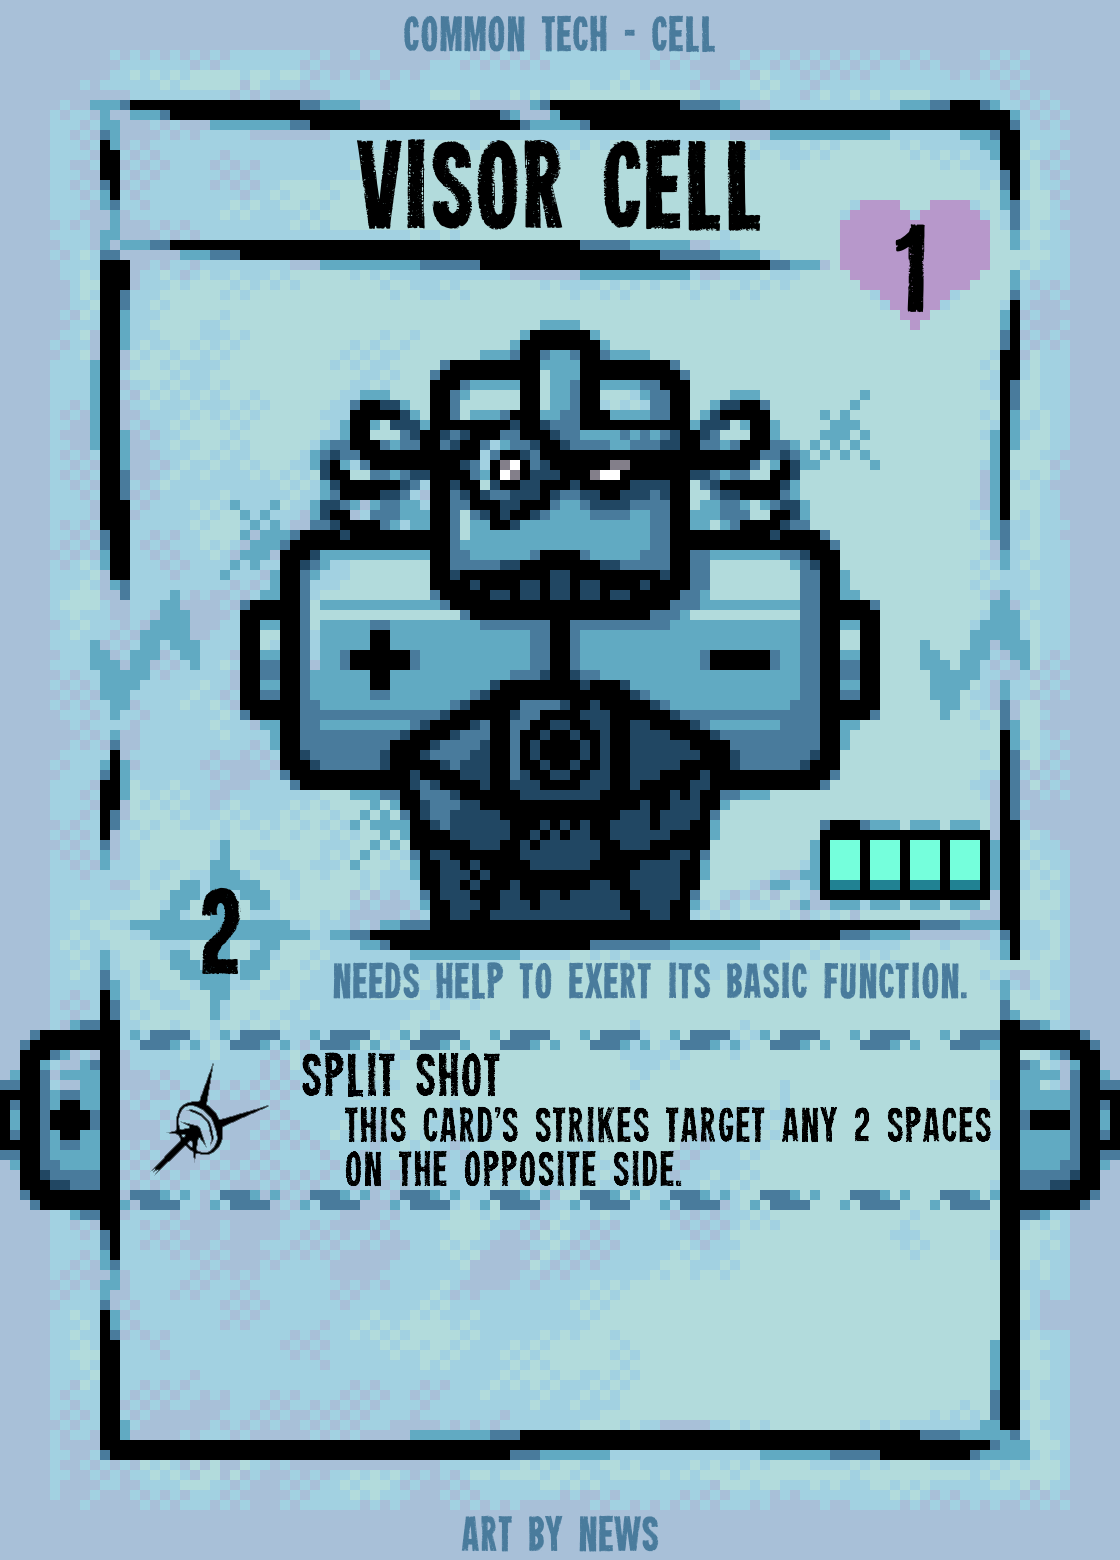 COMMON TECH - CELL
VISOR CELL
1
+ -
2
NEEDS HELP TO EXERT ITS BASIC FUNCTION.
SPLIT SHOT
THIS CARD'S STRIKES TARGET ANY 2 SPACES
ON THE OPPOSITE SIDE.
+ -
ART BY NEWS